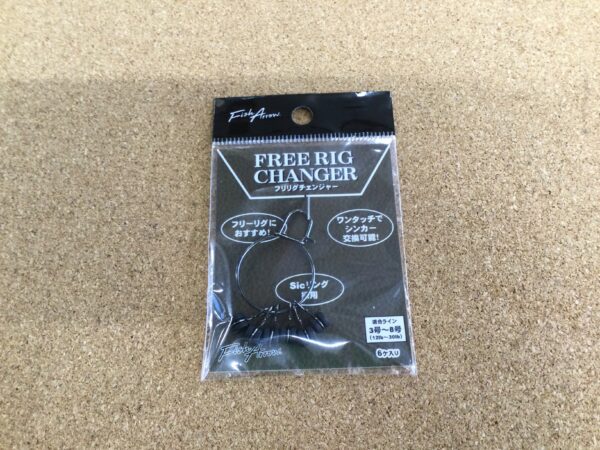 Fish Arrow
FREE RIG
CHANGER
フリリグチェンジャー
フリーリグに
おすすめ!
ワンタッチで
シンカー
交換可能!
Sicリング
用
適合ライン
3号〜8号
(12lb〜30lb)
Fish Arrow
6ケ入り